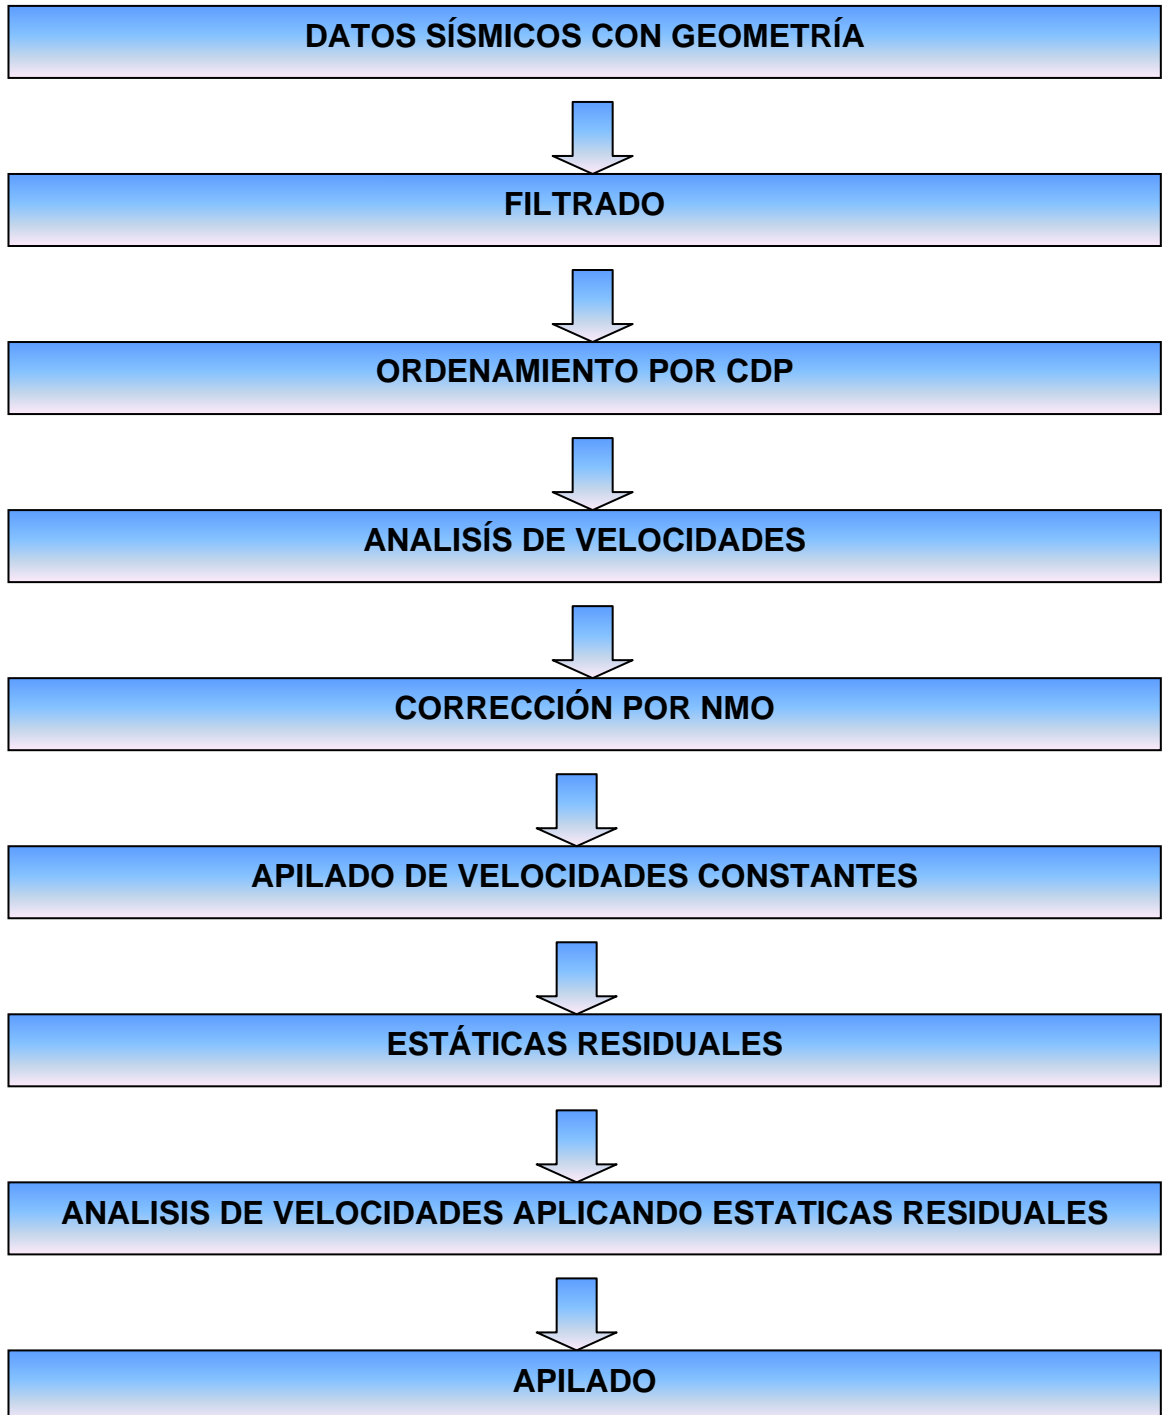 DATOS SÍSMICOS CON GEOMETRÍA
FILTRADO
ORDENAMIENTO POR CDP
ANALISÍS DE VELOCIDADES
CORRECCIÓN POR NMO
APILADO DE VELOCIDADES CONSTANTES
ESTÁTICAS RESIDUALES
ANALISIS DE VELOCIDADES APLICANDO ESTATICAS RESIDUALES
APILADO